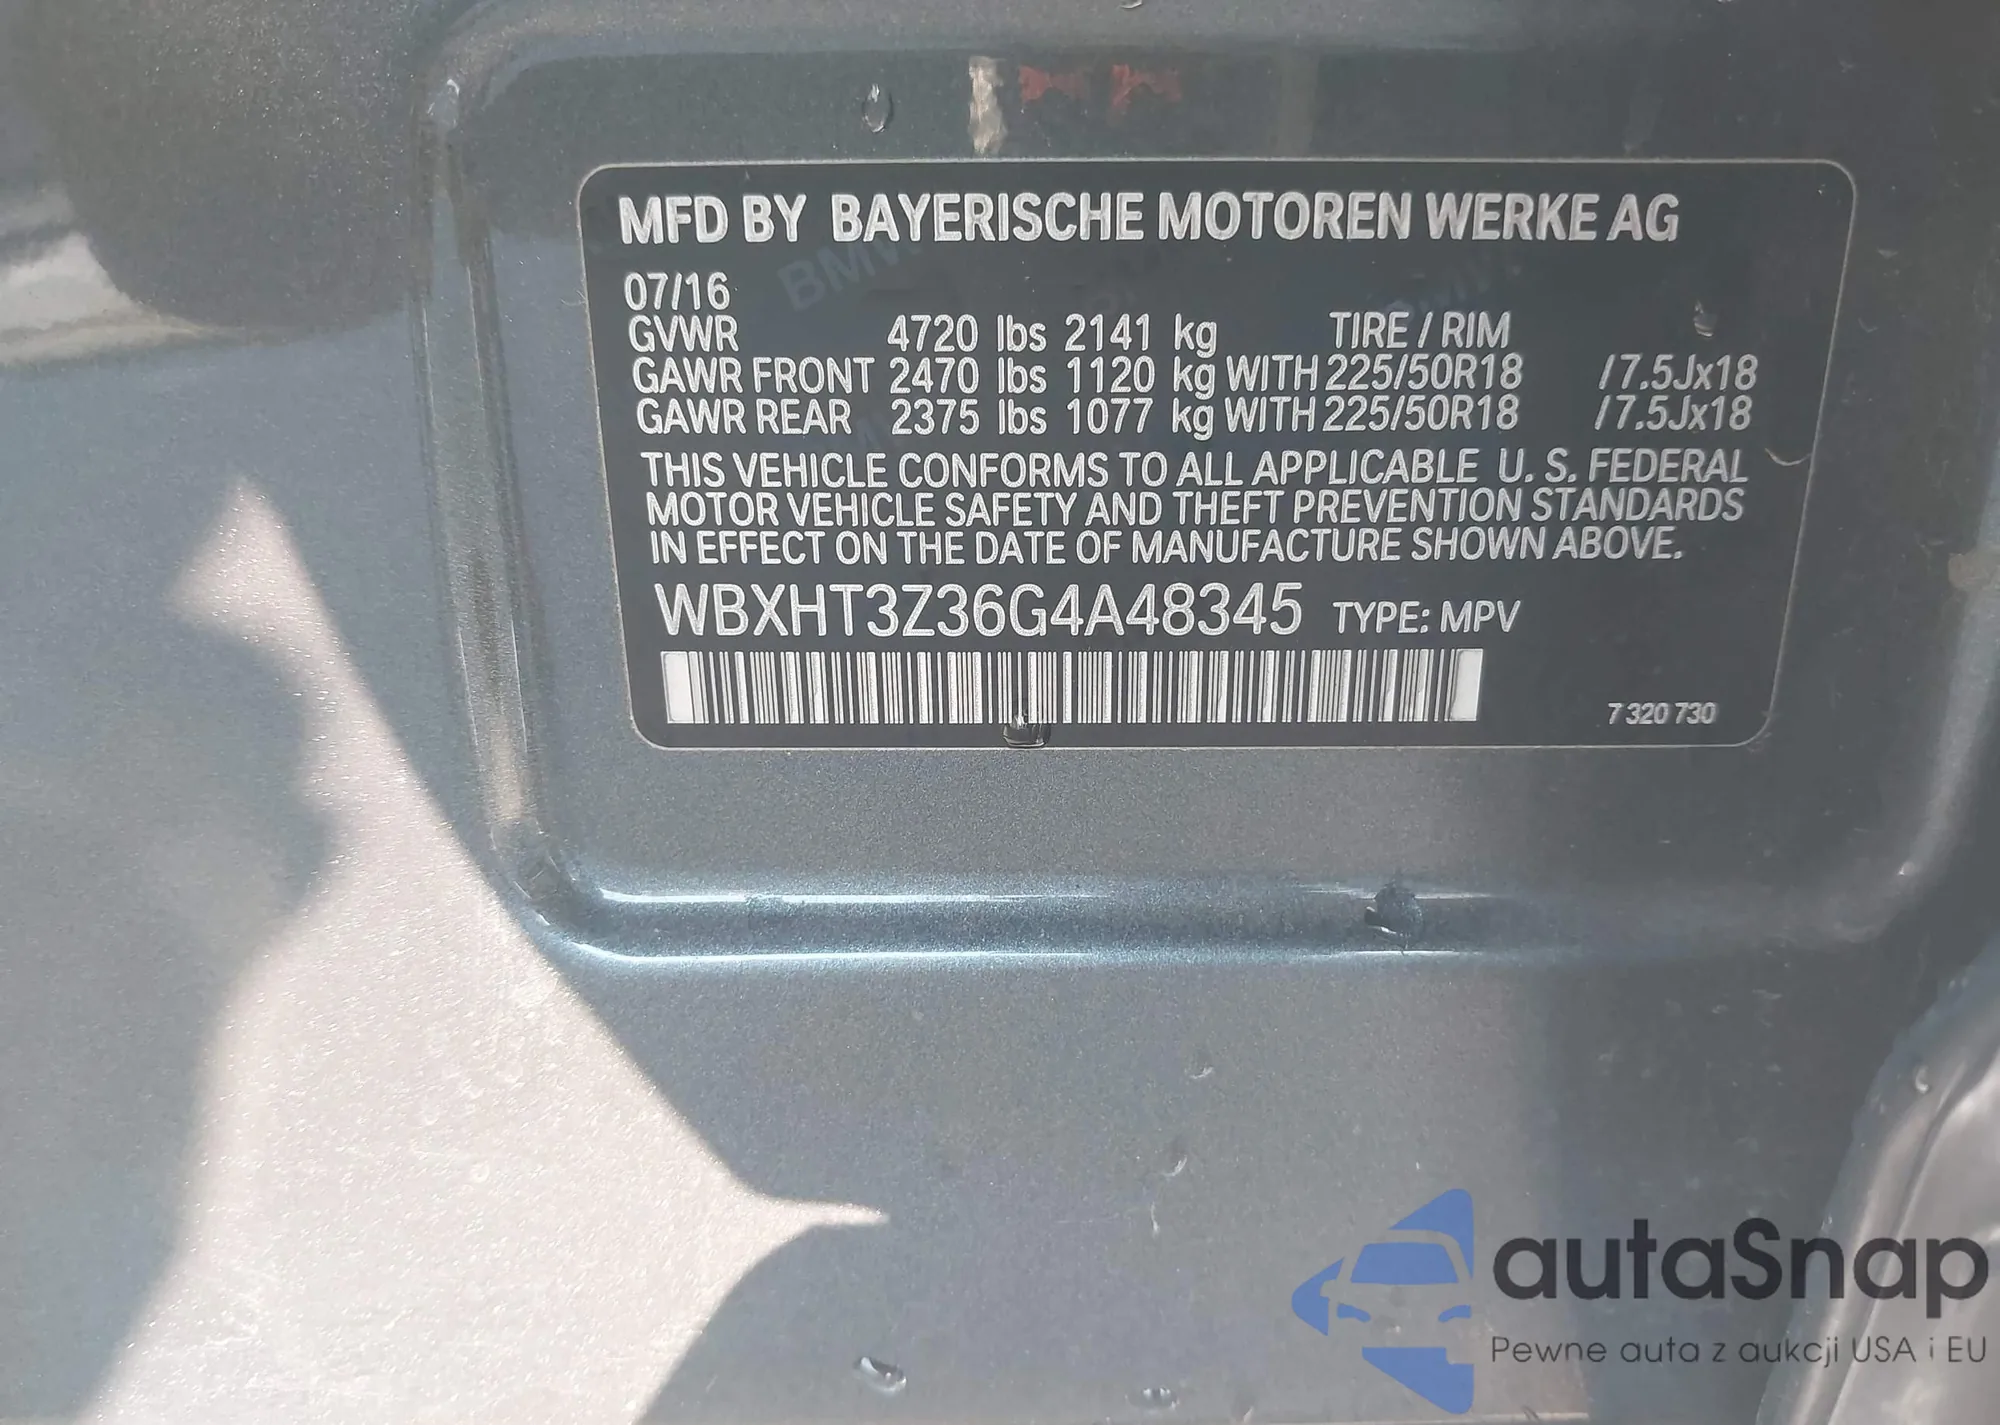 MFD BY BAYERISCHE MOTOREN WERKE AG
07/16
GVWR 4720 lbs 2141 kg TIRE / RIM
GAWR FRONT 2470 lbs 1120 kg WITH 225/50R18 /7.5Jx18
GAWR REAR 2375 lbs 1077 kg WITH 225/50R18 /7.5Jx18
THIS VEHICLE CONFORMS TO ALL APPLICABLE U. S. FEDERAL
MOTOR VEHICLE SAFETY AND THEFT PREVENTION STANDARDS
IN EFFECT ON THE DATE OF MANUFACTURE SHOWN ABOVE.
WBXHT3Z36G4A48345 TYPE: MPV
7 320 730
autaSnap
Pewne auta z aukcji USA i EU